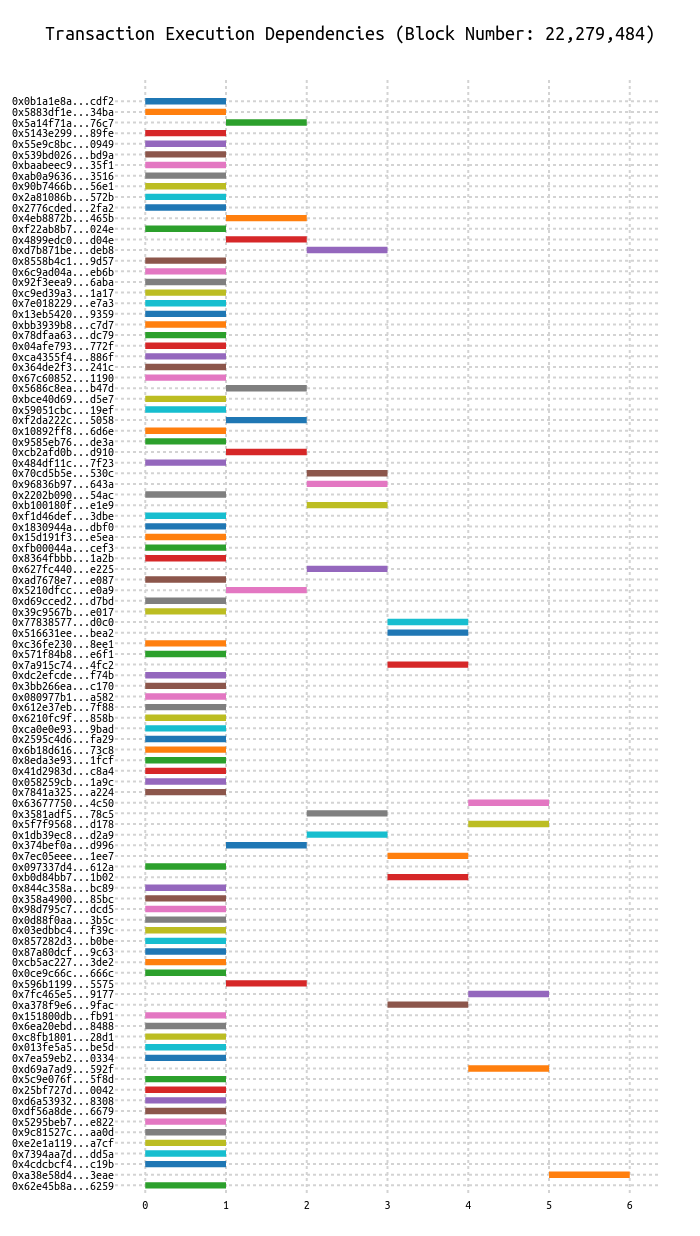 Transaction Execution Dependencies (Block Number: 22,279,484)
0x0b1a1e8a...cdf2
0x5883df1e...34ba
0x5a14f71a...76c7
0x5143e299...89fe
0x55e9c8bc...0949
0x539bd026...bd9a
0xbaabeec9...35f1
0xab0a9636...3516
0x90b7466b...56e1
0x2a81086b...572b
0x2776cded...2fa2
0x4eb8872b...465b
0xf22ab8b7...024e
0x4899edc0...d04e
0xd7b871be...deb8
0x8558b4c1...9d57
0x6c9ad04a...eb6b
0x92f3eea9...6aba
0xc9ed39a3...1a17
0x7e018229...e7a3
0x13eb5420...9359
0xbb3939b8...c7d7
0x78dfaa63...dc79
0x04afe793...772f
0xca4355f4...886f
0x364de2f3...241c
0x67c60852...1190
0x5686c8ea...b47d
0xbce40d69...d5e7
0x59051cbc...19ef
0xf2da222c...5058
0x10892ff8...6d6e
0x9585eb76...de3a
0xcb2afd0b...d910
0x484df11c...7f23
0x70cd5b5e...530c
0x96836b97...643a
0x2202b090...54ac
0xb100180f...e1e9
0xf1d46def...3dbe
0x1830944a...dbf0
0x15d191f3...e5ea
0xfb00044a...cef3
0x8364fbbb...1a2b
0x627fc440...e225
0xad7678e7...e087
0x5210dfcc...e0a9
0xd69cced2...d7bd
0x39c9567b...e017
0x77838577...d0c0
0x516631ee...bea2
0xc36fe230...8ee1
0x571f84b8...e6f1
0x7a915c74...4fc2
0xdc2efcde...f74b
0x3bb266ea...c170
0x080977b1...a582
0x612e37eb...7f88
0x6210fc9f...858b
0xca0e0e93...9bad
0x2595c4d6...fa29
0x6b18d616...73c8
0x8eda3e93...1fcf
0x41d2983d...c8a4
0x058259cb...1a9c
0x7841a325...a224
0x63677750...4c50
0x3581adf5...78c5
0x5f7f9568...d178
0x1db39ec8...d2a9
0x374bef0a...d996
0x7ec05eee...1ee7
0x097337d4...612a
0xb0d84bb7...1b02
0x844c358a...bc89
0x358a4900...85bc
0x98d795c7...dcd5
0x0d88f0aa...3b5c
0x03edbbc4...f39c
0x857282d3...b0be
0x87a80dcf...9c63
0xcb5ac227...3de2
0x0ce9c66c...666c
0x596b1199...5575
0x7fc465e5...9177
0xa378f9e6...9fac
0x151800db...fb91
0x6ea20ebd...8488
0xc8fb1801...28d1
0x013fe5a5...be5d
0x7ea59eb2...0334
0xd69a7ad9...592f
0x5c9e076f...5f8d
0x25bf727d...0042
0xd6a53932...8308
0xdf56a8de...6679
0x5295beb7...e822
0x9c81527c...aa0d
0xe2e1a119...a7cf
0x7394aa7d...dd5a
0x4cdcbcf4...c19b
0xa38e58d4...3eae
0x62e45b8a...6259
0 1 2 3 4 5 6